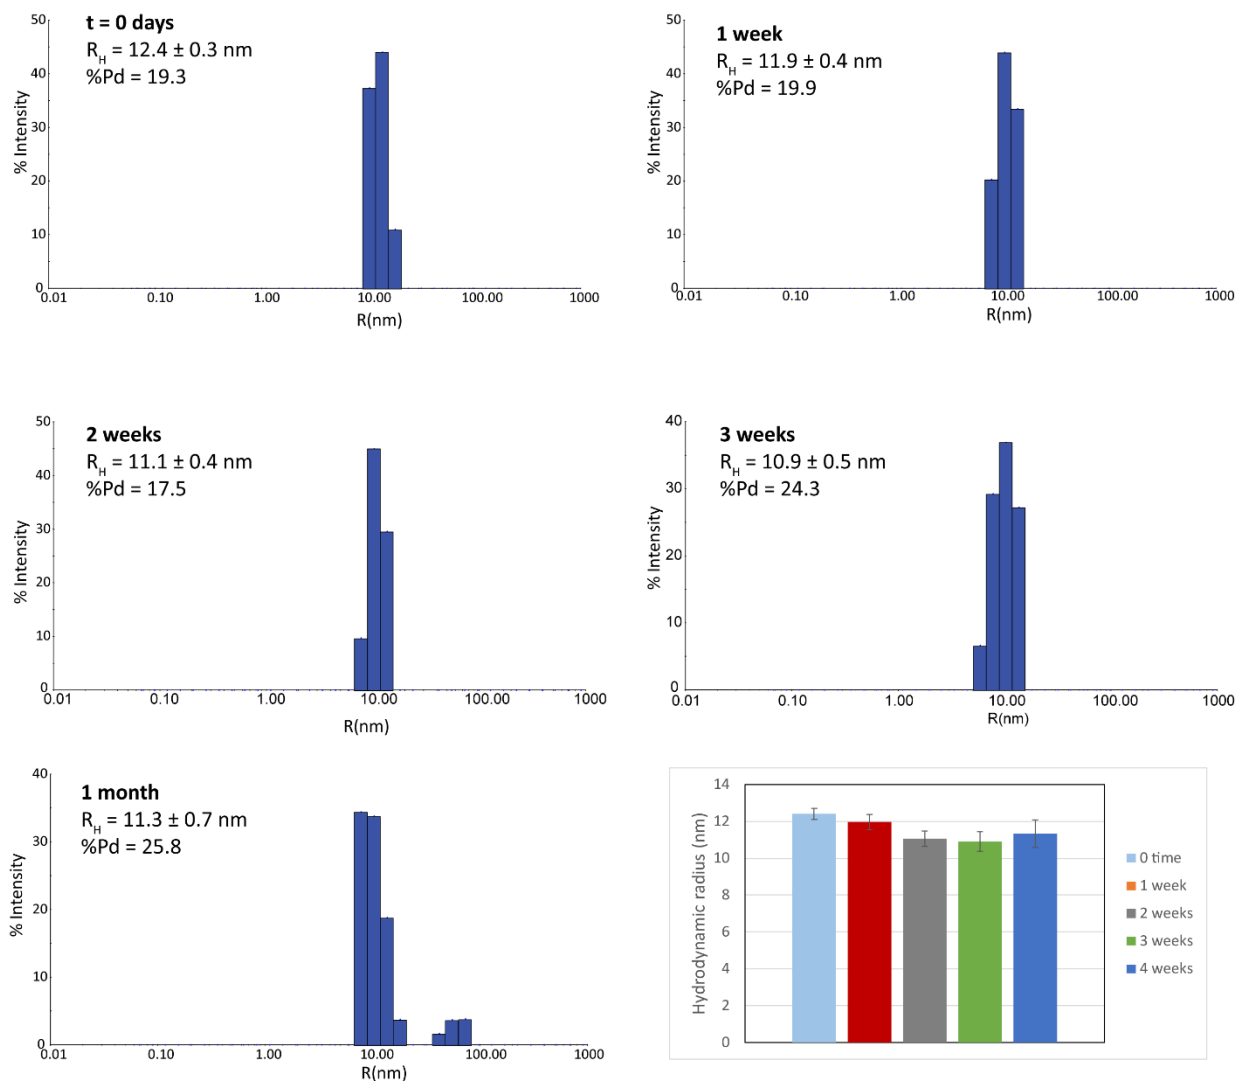 t = 0 days
R_H = 12.4 ± 0.3 nm
%Pd = 19.3
50
40
30
20
10
0
% Intensity
0.01 0.10 1.00 10.00 100.00 1000
R(nm)
1 week
R_H = 11.9 ± 0.4 nm
%Pd = 19.9
50
40
30
20
10
0
% Intensity
0.01 0.10 1.00 10.00 100.00 1000
R(nm)
2 weeks
R_H = 11.1 ± 0.4 nm
%Pd = 17.5
50
40
30
20
10
0
% Intensity
0.01 0.10 1.00 10.00 100.00 1000
R(nm)
3 weeks
R_H = 10.9 ± 0.5 nm
%Pd = 24.3
40
30
20
10
0
% Intensity
0.01 0.10 1.00 10.00 100.00 1000
R(nm)
1 month
R_H = 11.3 ± 0.7 nm
%Pd = 25.8
40
30
20
10
0
% Intensity
0.01 0.10 1.00 10.00 100.00 1000
R(nm)
14
12
10
8
6
4
2
0
Hydrodynamic radius (nm)
0 time
1 week
2 weeks
3 weeks
4 weeks